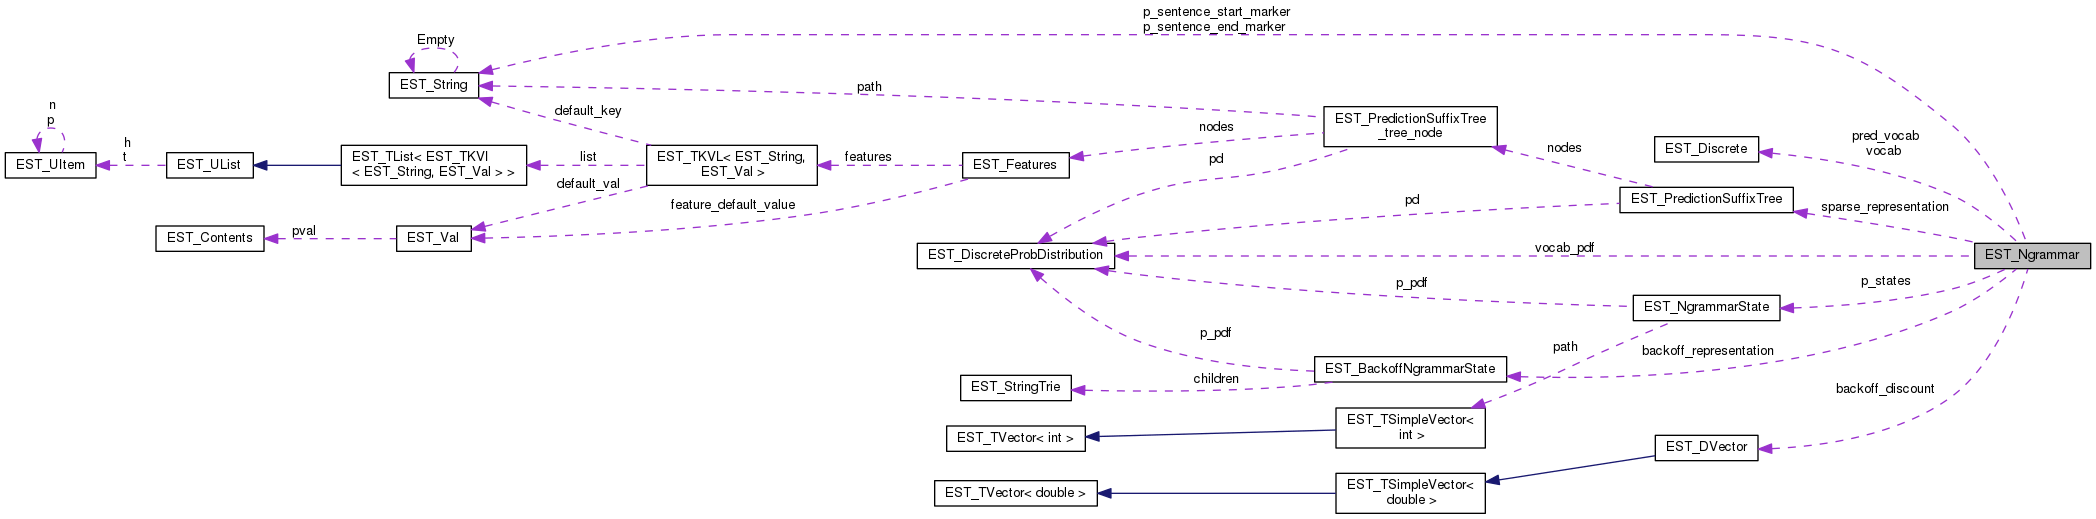 p_sentence_start_marker
p_sentence_end_marker
Empty
EST_String
path
n
p
default_key
EST_PredictionSuffixTree
_tree_node
nodes
pred_vocab
vocab
EST_Discrete
h
t
EST_UItem
EST_UList
EST_TList< EST_TKVI
< EST_String, EST_Val > >
list
EST_TKVL< EST_String,
EST_Val >
features
EST_Features
pd
nodes
default_val
feature_default_value
pd
EST_PredictionSuffixTree
sparse_representation
EST_Contents
pval
EST_Val
EST_DiscreteProbDistribution
vocab_pdf
EST_Ngrammar
p_pdf
p_states
EST_NgrammarState
p_pdf
path
backoff_representation
EST_BackoffNgrammarState
EST_StringTrie
children
backoff_discount
EST_TVector< int >
EST_TSimpleVector<
int >
EST_DVector
EST_TVector< double >
EST_TSimpleVector<
double >